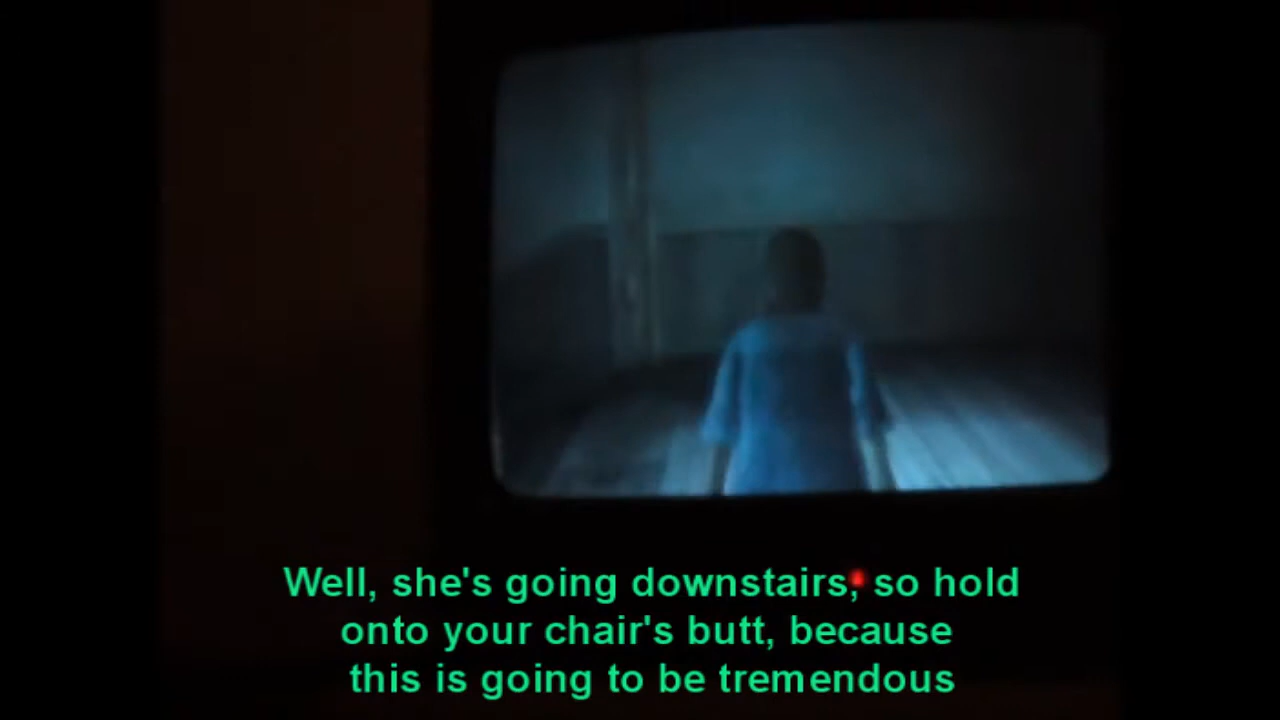 Well, she's going downstairs, so hold
onto your chair's butt, because
this is going to be tremendous